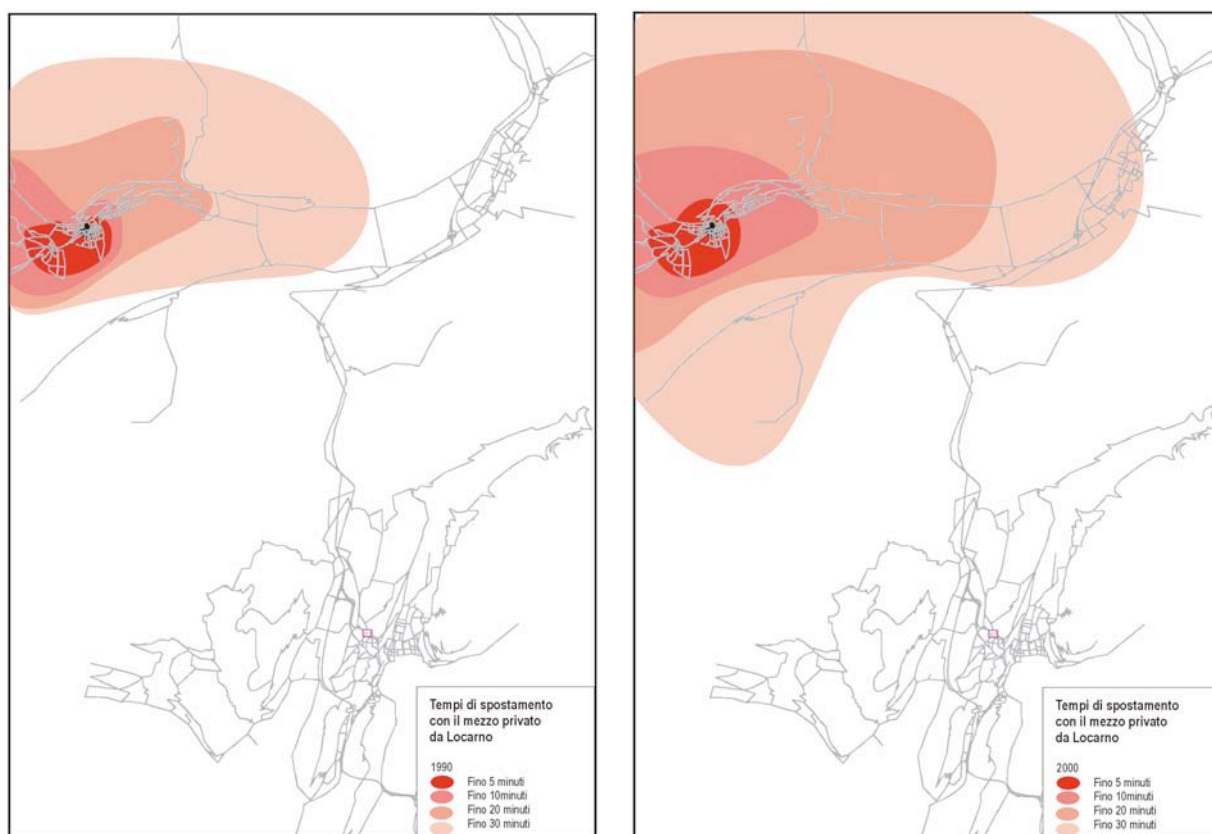 Tempi di spostamento
con il mezzo privato
da Locarno
1990
Fino 5 minuti
Fino 10minuti
Fino 20 minuti
Fino 30 minuti
Tempi di spostamento
con il mezzo privato
da Locarno
2000
Fino 5 minuti
Fino 10minuti
Fino 20 minuti
Fino 30 minuti